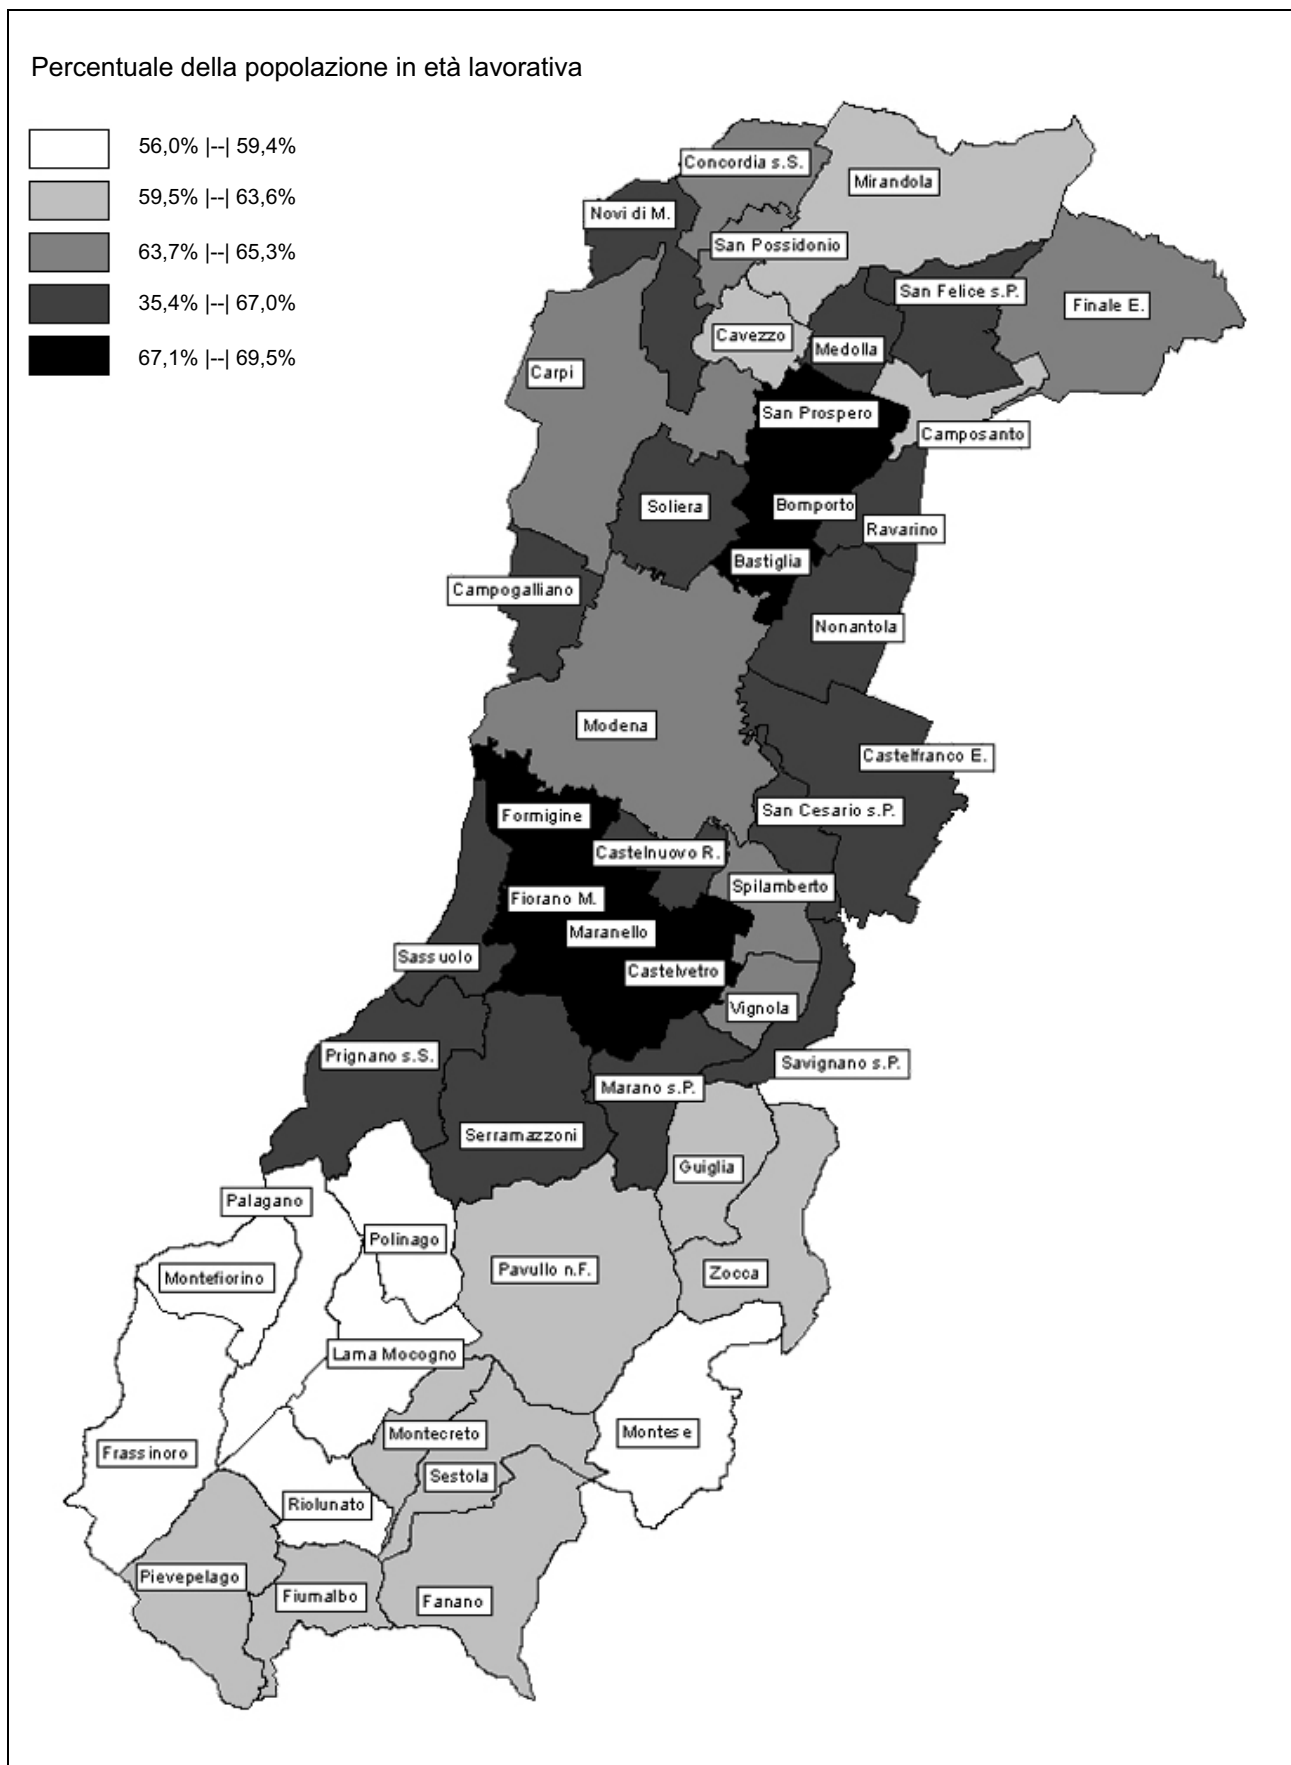 Percentuale della popolazione in età lavorativa
56,0% |--| 59,4%
59,5% |--| 63,6%
63,7% |--| 65,3%
35,4% |--| 67,0%
67,1% |--| 69,5%
Concordia s.S.
Mirandola
Novi di M.
San Possidonio
San Felice s.P.
Finale E.
Cavezzo
Medolla
Carpi
San Prospero
Camposanto
Soliera
Bomporto
Ravarino
Bastiglia
Campogalliano
Nonantola
Modena
Castelfranco E.
San Cesario s.P.
Formigine
Castelnuovo R.
Spilamberto
Fiorano M.
Maranello
Sassuolo
Castelvetro
Vignola
Prignano s.S.
Savignano s.P.
Marano s.P.
Serramazzoni
Guiglia
Palagano
Polinago
Pavullo n.F.
Zocca
Montefiorino
Lama Mocogno
Montecreto
Montese
Frassinoro
Sestola
Riolunato
Pievepelago
Fiumalbo
Fanano